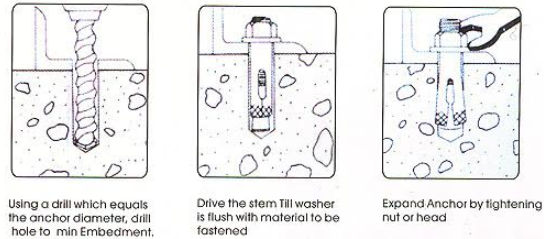 Using a drill which equals
the anchor diameter, drill
hole to min Embedment.
Drive the stem Till washer
is flush with material to be
fastened
Expand Anchor by tightening
nut or head